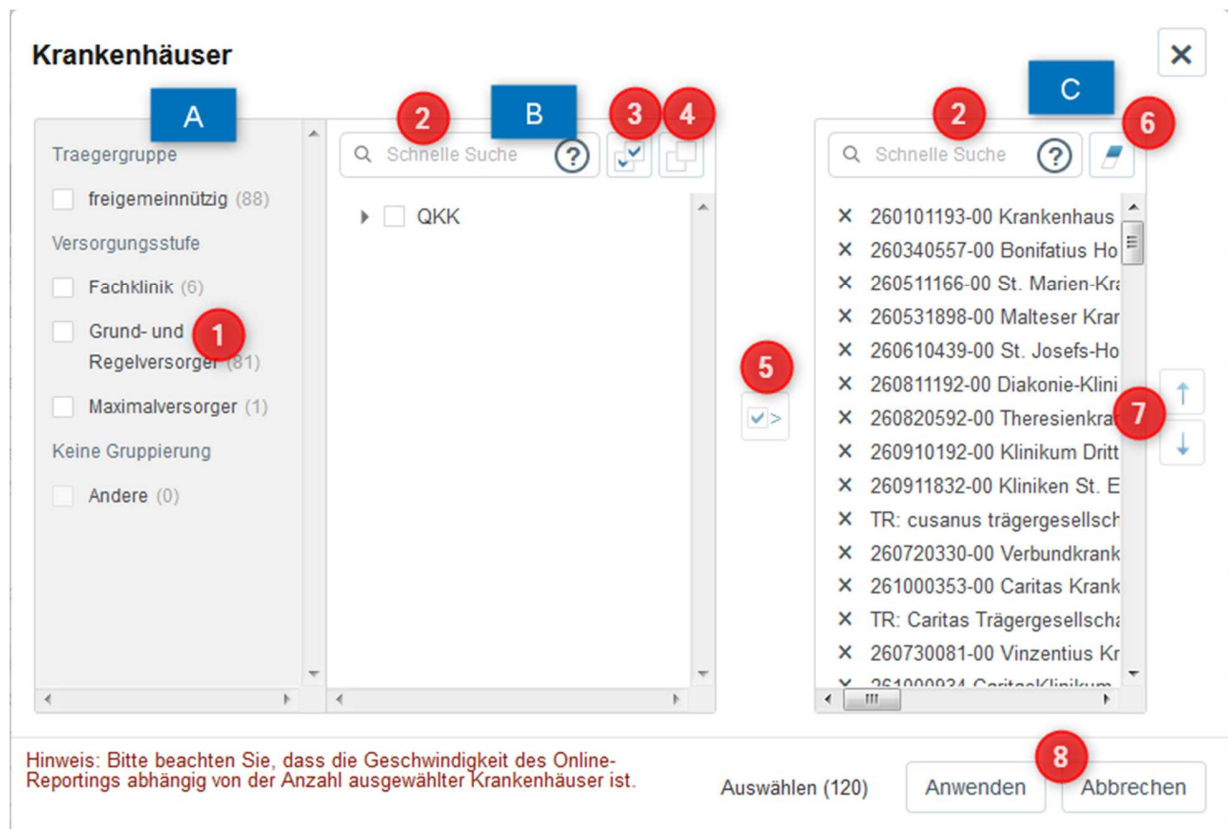 Krankenhäuser
A
B
C
2
3
4
2
6
Traegergruppe
freigemeinnützig (88)
Versorgungsstufe
Fachklinik (6)
Grund- und
Regelversorger (81)
1
Maximalversorger (1)
Keine Gruppierung
Andere (0)
Schnelle Suche ?
QKK
5
Schnelle Suche ?
260101193-00 Krankenhaus
260340557-00 Bonifatius Ho
260511166-00 St. Marien-Kra
260531898-00 Malteser Krar
260610439-00 St. Josefs-Ho
260811192-00 Diakonie-Klini
260820592-00 Theresienkra
260910192-00 Klinikum Dritt
260911832-00 Kliniken St. E
TR: cusanus trägergesellsch
260720330-00 Verbundkrank
261000353-00 Caritas Krank
TR: Caritas Trägergesellscha
260730081-00 Vinzentius Kr
261000934 CaritasKlinikum
7
Hinweis: Bitte beachten Sie, dass die Geschwindigkeit des Online-
Reportings abhängig von der Anzahl ausgewählter Krankenhäuser ist.
Auswählen (120)
Anwenden
8
Abbrechen